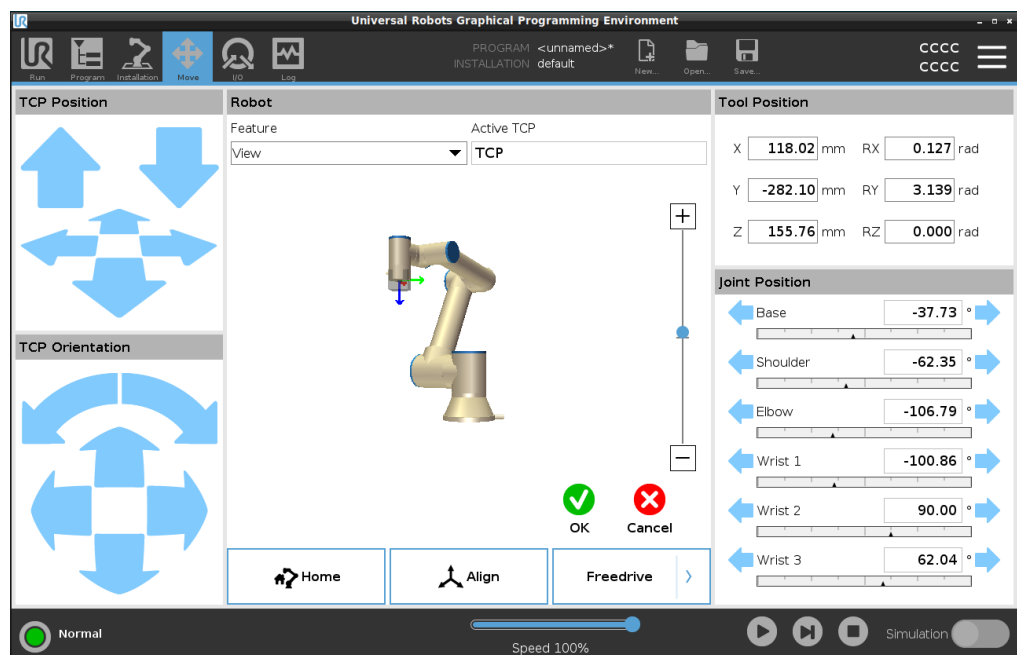 UR Universal Robots Graphical Programming Environment
UR PROGRAM <unnamed>* CCCC
INSTALLATION default CCCC
Run Program Installation Move I/O Log New... Open... Save...
TCP Position
Robot
Feature Active TCP
View TCP
+
−
OK Cancel
Home Align Freedrive
TCP Orientation
Tool Position
X 118.02 mm RX 0.127 rad
Y -282.10 mm RY 3.139 rad
Z 155.76 mm RZ 0.000 rad
Joint Position
Base -37.73 °
Shoulder -62.35 °
Elbow -106.79 °
Wrist 1 -100.86 °
Wrist 2 90.00 °
Wrist 3 62.04 °
Normal
Speed 100%
Simulation